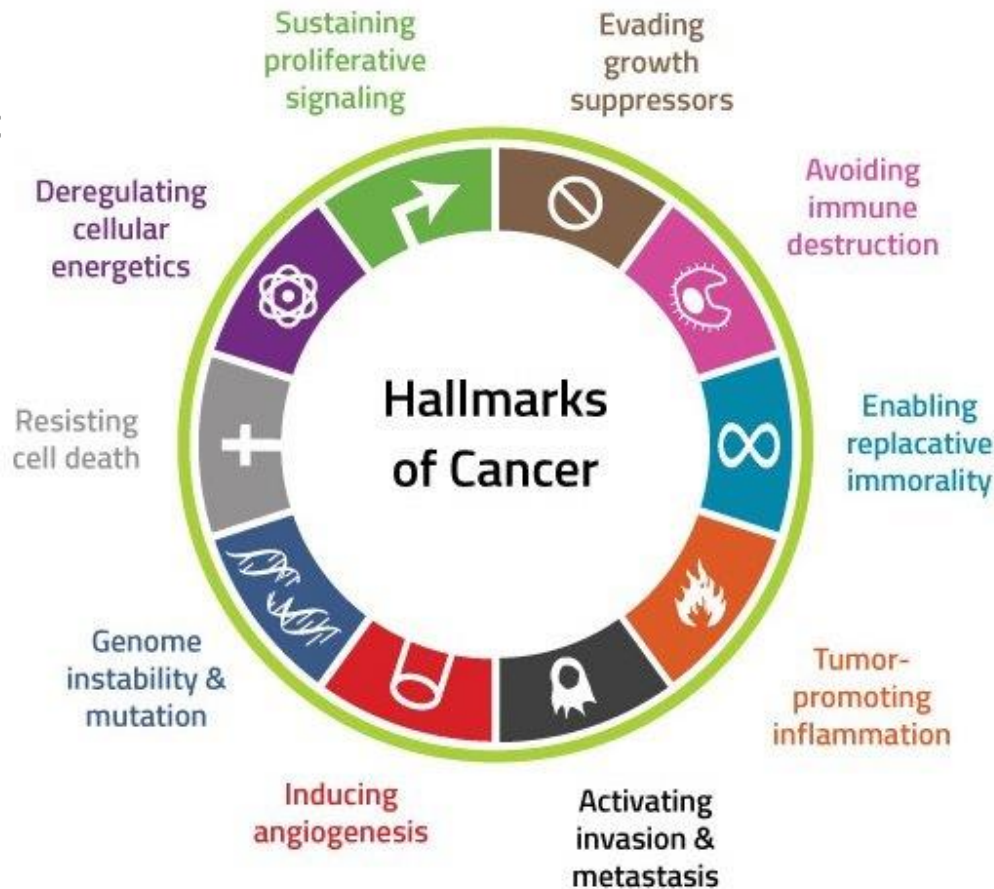 Sustaining
proliferative
signaling
Evading
growth
suppressors
Avoiding
immune
destruction
Enabling
replacative
immorality
Tumor-
promoting
inflammation
Activating
invasion &
metastasis
Inducing
angiogenesis
Genome
instability &
mutation
Resisting
cell death
Deregulating
cellular
energetics
Hallmarks
of Cancer